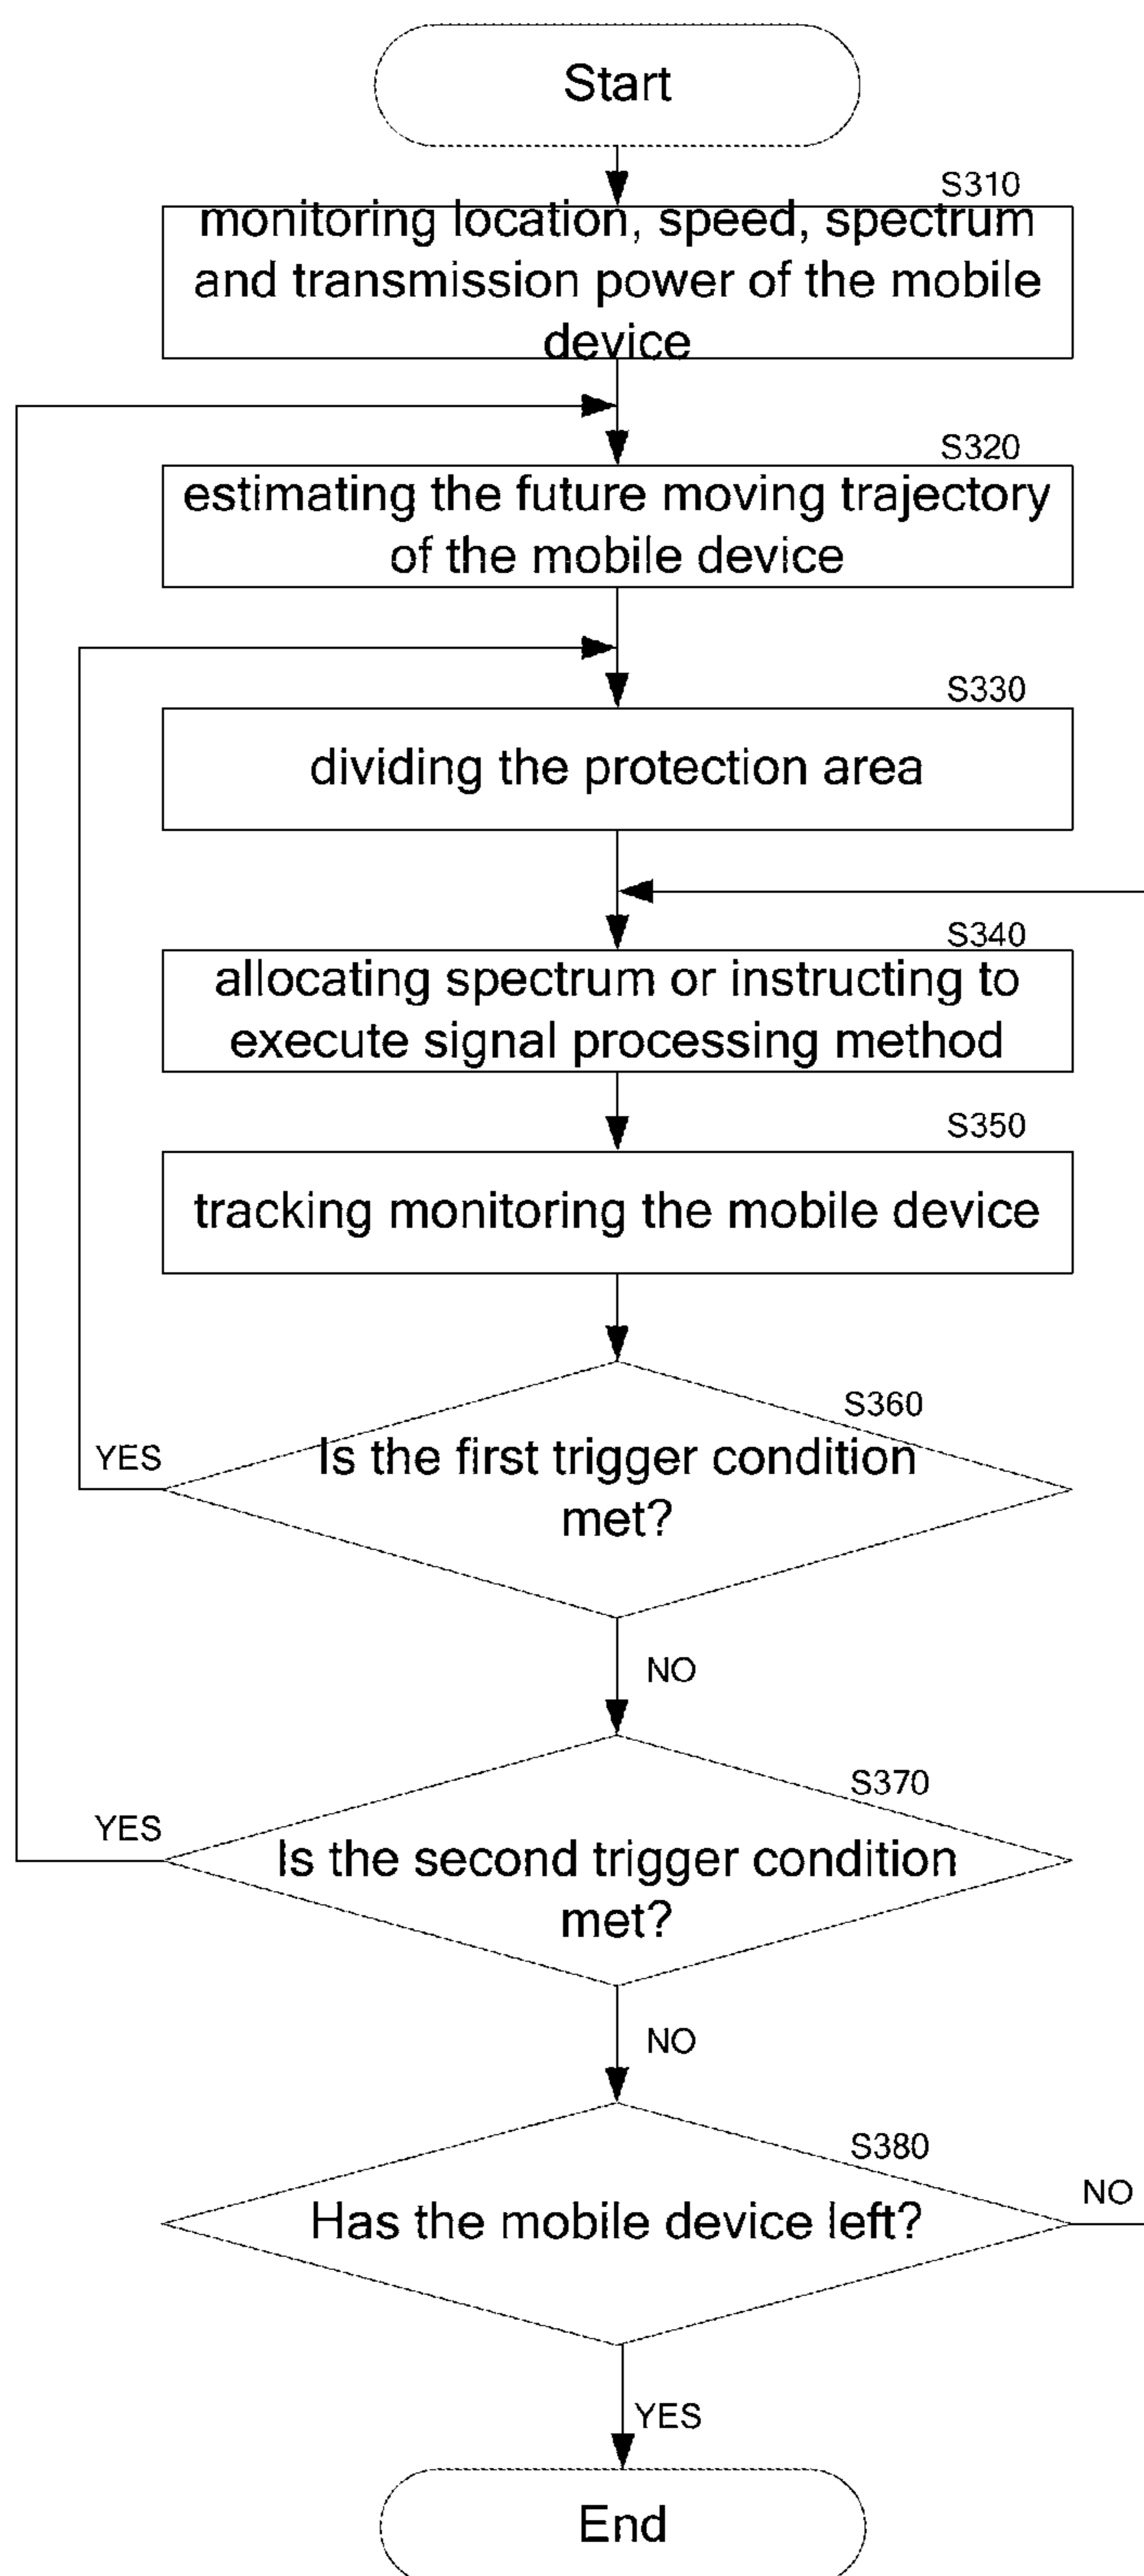 Start
S310
monitoring location, speed, spectrum
and transmission power of the mobile
device
S320
estimating the future moving trajectory
of the mobile device
S330
dividing the protection area
S340
allocating spectrum or instructing to
execute signal processing method
S350
tracking monitoring the mobile device
S360
YES
Is the first trigger condition
met?
NO
S370
YES
Is the second trigger condition
met?
NO
S380
NO
Has the mobile device left?
YES
End